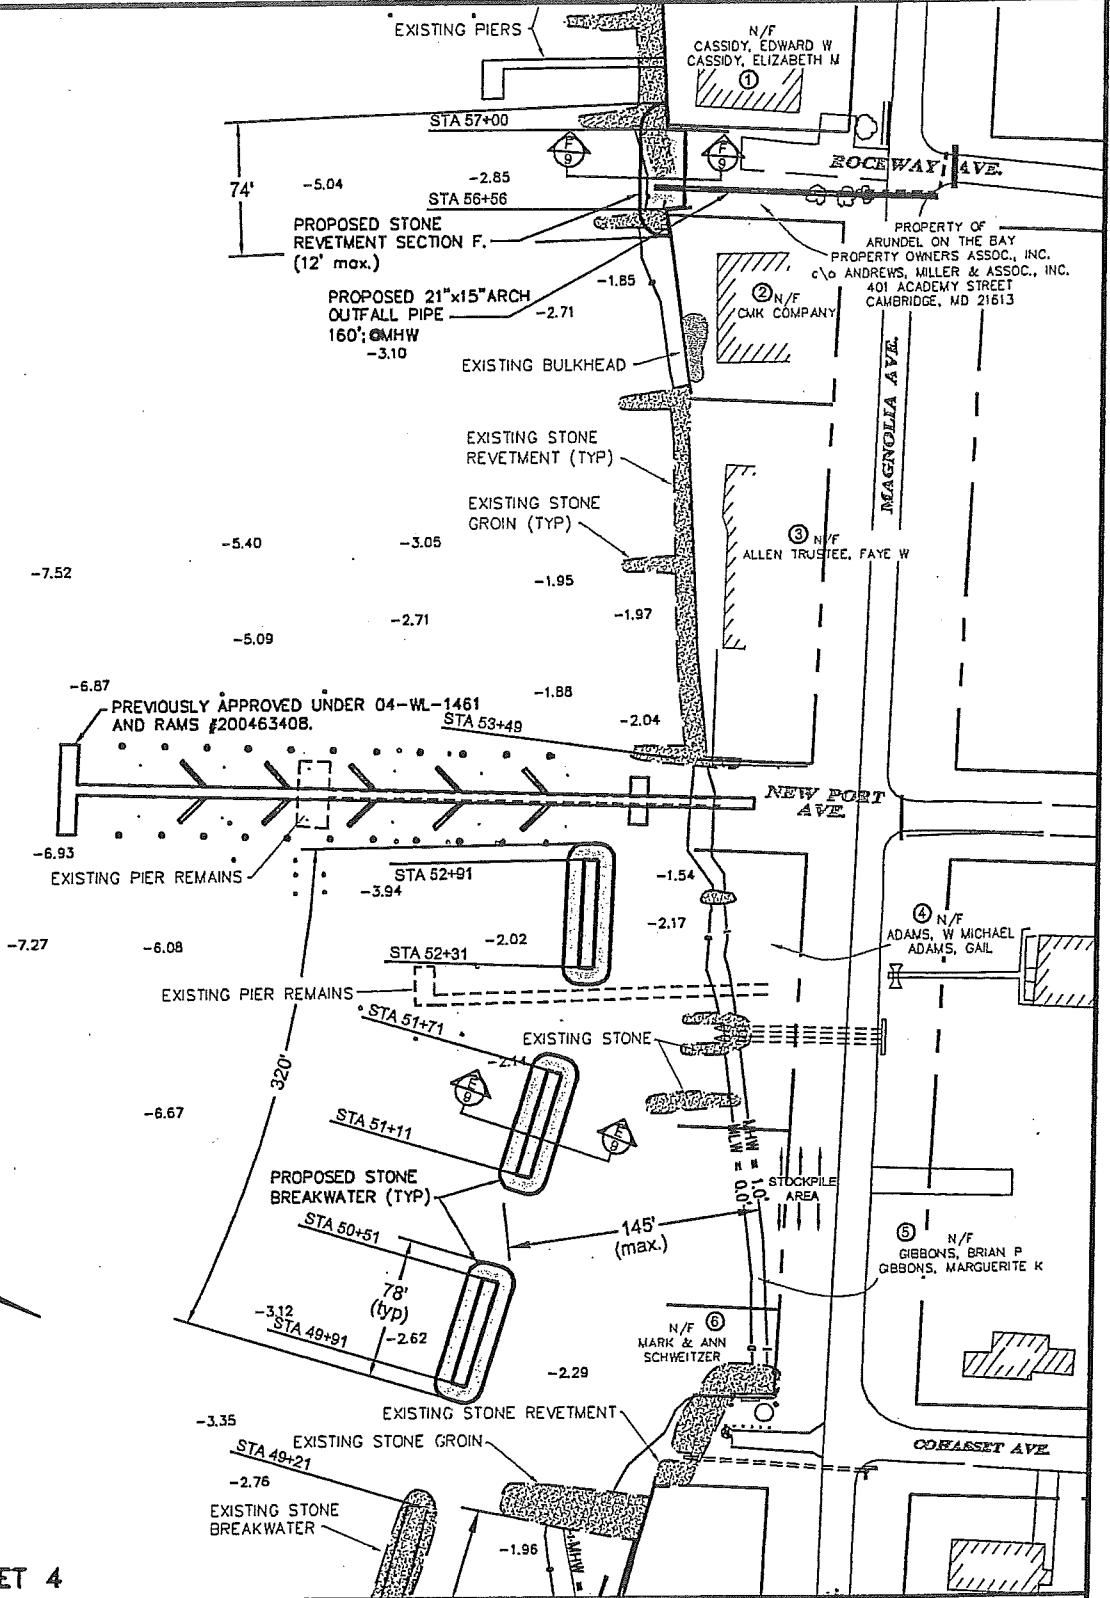 EXISTING PIERS
N/F
CASSIDY, EDWARD W
CASSIDY, ELIZABETH M
1
STA 57+00
F
9
F
9
ROCKWAY AVE.
74'
-5.04
-2.85
STA 56+56
PROPOSED STONE
REVETMENT SECTION F.
(12' max.)
PROPERTY OF
ARUNDEL ON THE BAY
PROPERTY OWNERS ASSOC., INC.
c\o ANDREWS, MILLER & ASSOC., INC.
401 ACADEMY STREET
CAMBRIDGE, MD 21613
-1.85
PROPOSED 21"x15"ARCH
OUTFALL PIPE
160';@MHW
-2.71
-3.10
2 N/F
CMK COMPANY
EXISTING BULKHEAD
MAGNOLIA AVE.
EXISTING STONE
REVETMENT (TYP)
EXISTING STONE
GROIN (TYP)
3 N/F
ALLEN TRUSTEE, FAYE W
-5.40
-3.05
-7.52
-1.95
-2.71
-1.97
-5.09
-6.87
-1.88
PREVIOUSLY APPROVED UNDER 04-WL-1461
AND RAMS #200463408.
STA 53+49
-2.04
NEW PORT
AVE.
-6.93
EXISTING PIER REMAINS
STA 52+91
-3.94
-1.54
-2.17
4 N/F
ADAMS, W MICHAEL
ADAMS, GAIL
-7.27
-6.08
-2.02
STA 52+31
EXISTING PIER REMAINS
STA 51+71
EXISTING STONE
320'
-2.11
E
9
-6.67
STA 51+11
E
9
MHW = 1.0'
MLW = 0.0'
PROPOSED STONE
BREAKWATER (TYP)
STOCKPILE
AREA
STA 50+51
145'
(max.)
5 N/F
GIBBONS, BRIAN P
GIBBONS, MARGUERITE K
78'
(typ)
-3.12
STA 49+91
-2.62
N/F 6
MARK & ANN
SCHWEITZER
-2.29
-3.35
EXISTING STONE REVETMENT
STA 49+21
EXISTING STONE GROIN
COHASSET AVE.
-2.76
EXISTING STONE
BREAKWATER
-1.96
MHW =
ET 4